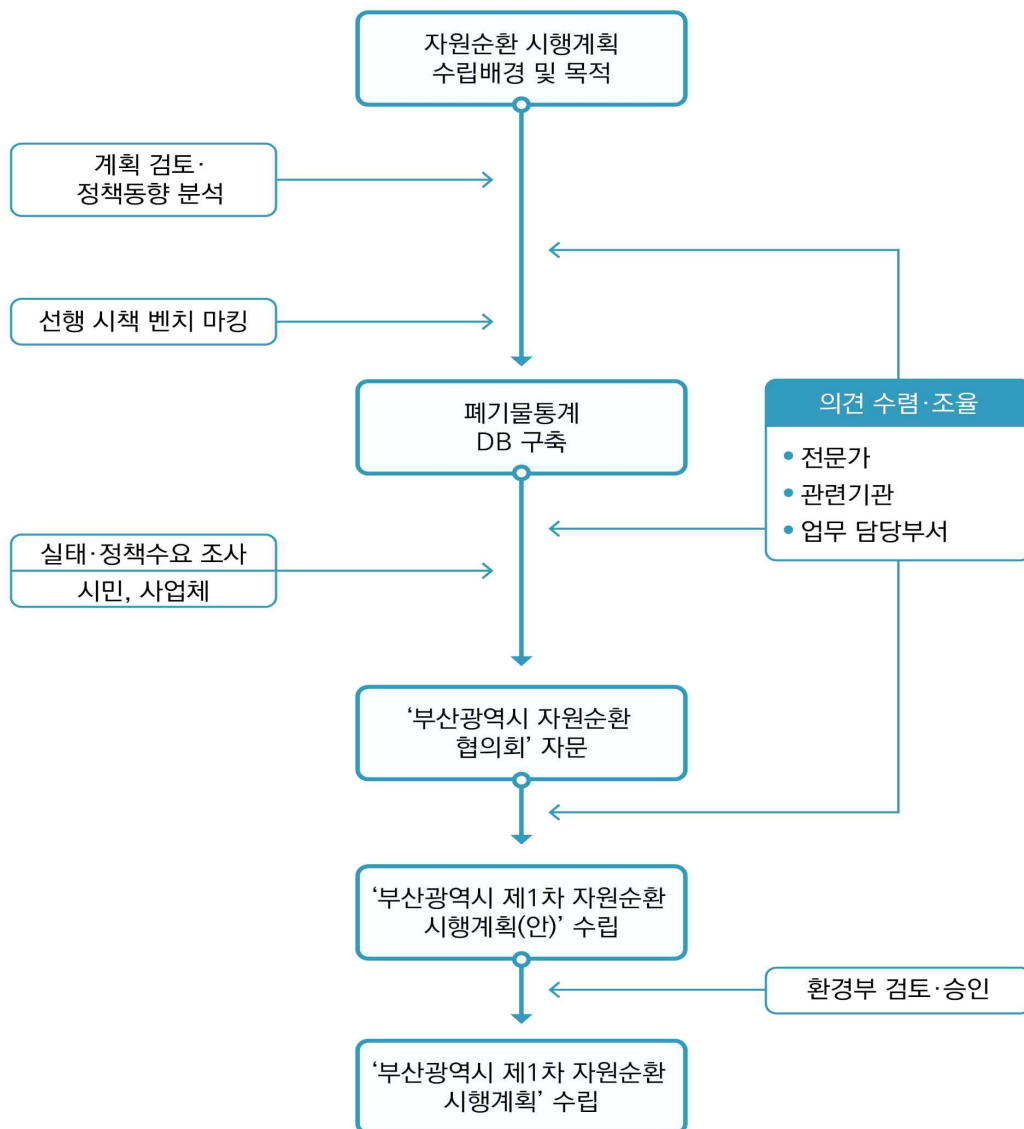 자원순환 시행계획
수립배경 및 목적
계획 검토·
정책동향 분석
선행 시책 벤치 마킹
폐기물통계
DB 구축
의견 수렴·조율
• 전문가
• 관련기관
• 업무 담당부서
실태·정책수요 조사
시민, 사업체
‘부산광역시 자원순환
협의회’ 자문
‘부산광역시 제1차 자원순환
시행계획(안)’ 수립
환경부 검토·승인
‘부산광역시 제1차 자원순환
시행계획’ 수립